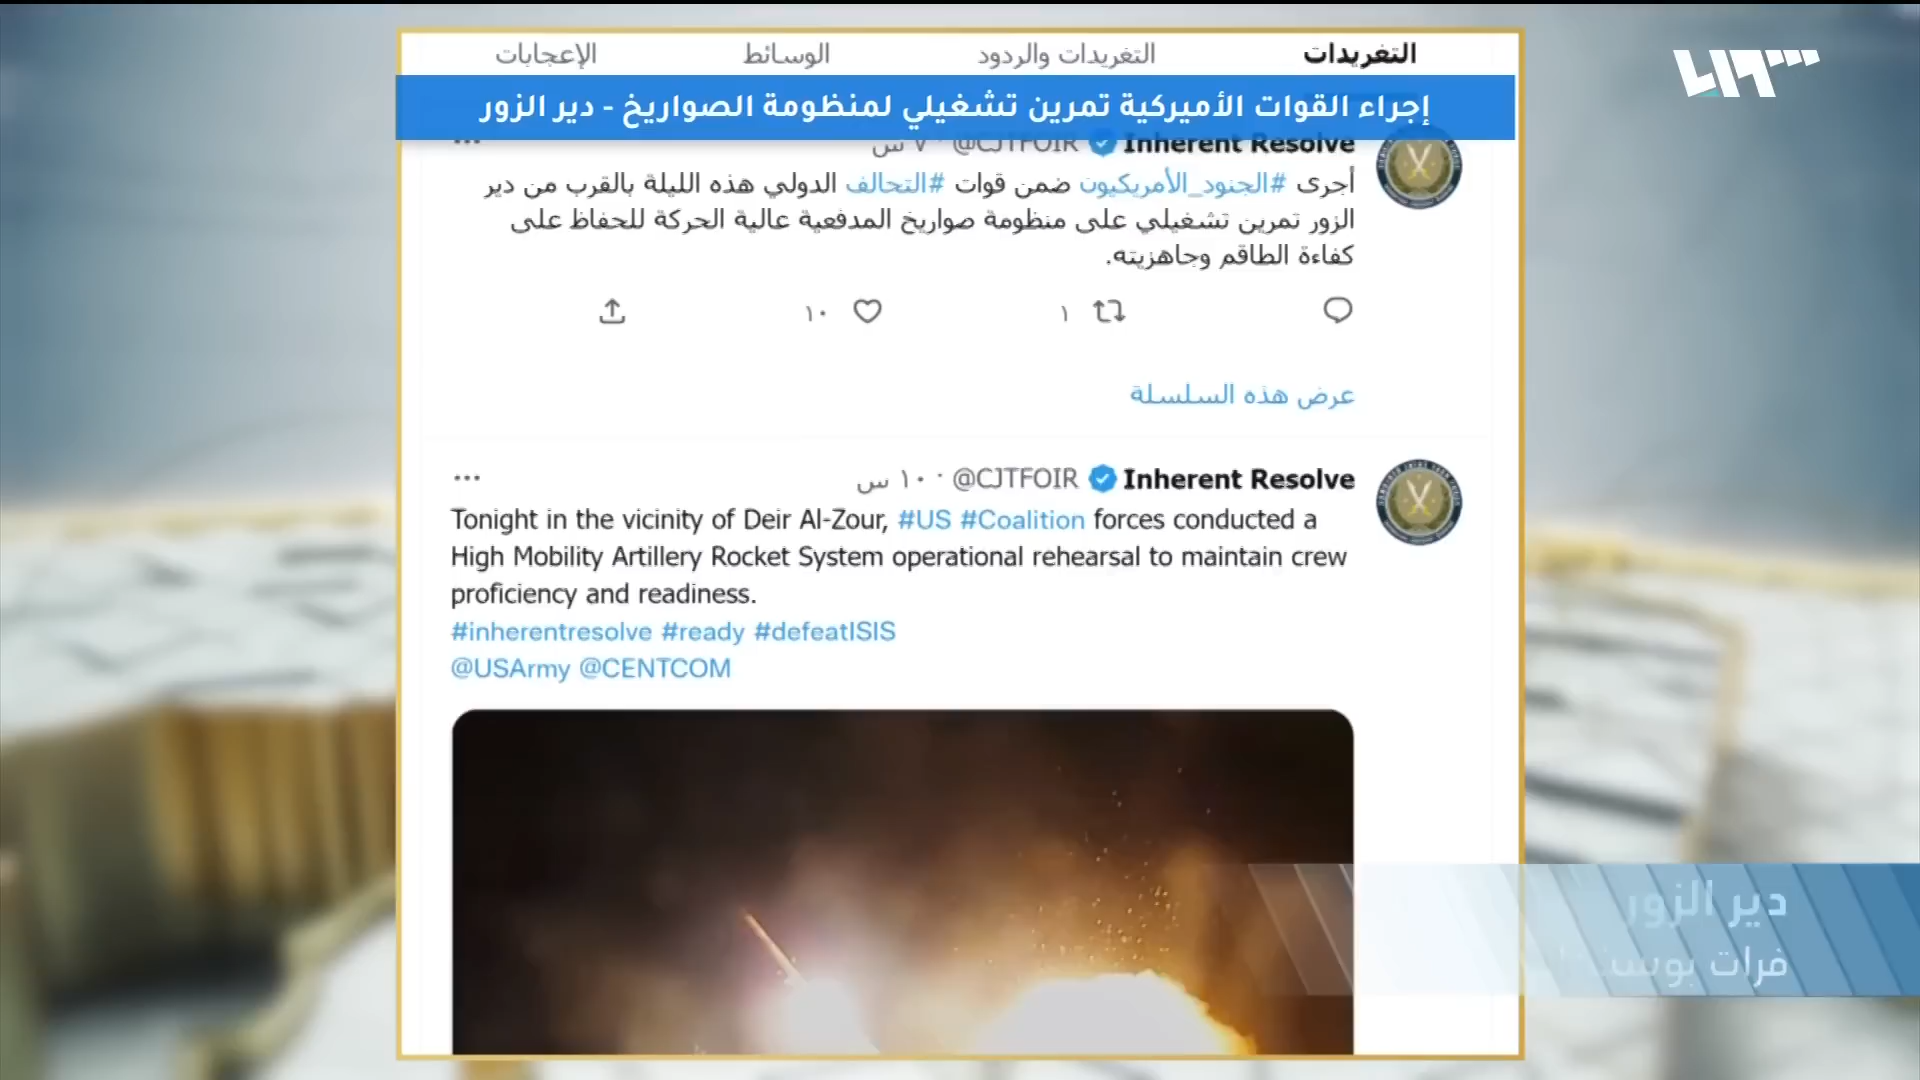 التغريدات التغريدات والردود الوسائط الإعجابات
إجراء القوات الأميركية تمرين تشغيلي لمنظومة الصواريخ - دير الزور
Inherent Resolve @CJTFOIR · ٧ س
أجرى #الجنود_الأمريكيون ضمن قوات #التحالف الدولي هذه الليلة بالقرب من دير
الزور تمرين تشغيلي على منظومة صواريخ المدفعية عالية الحركة للحفاظ على
كفاءة الطاقم وجاهزيته.
١ ١٠
عرض هذه السلسلة
Inherent Resolve @CJTFOIR · ١٠ س
Tonight in the vicinity of Deir Al-Zour, #US #Coalition forces conducted a
High Mobility Artillery Rocket System operational rehearsal to maintain crew
proficiency and readiness.
#inherentresolve #ready #defeatISIS
@USArmy @CENTCOM
دير الزور
فرات بوست